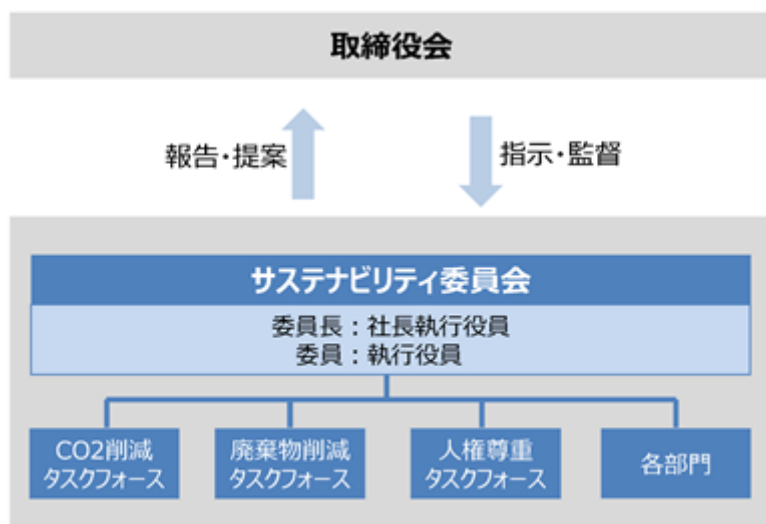 取締役会
報告・提案
指示・監督
サステナビリティ委員会
委員長：社長執行役員
委員：執行役員
CO2削減
タスクフォース
廃棄物削減
タスクフォース
人権尊重
タスクフォース
各部門